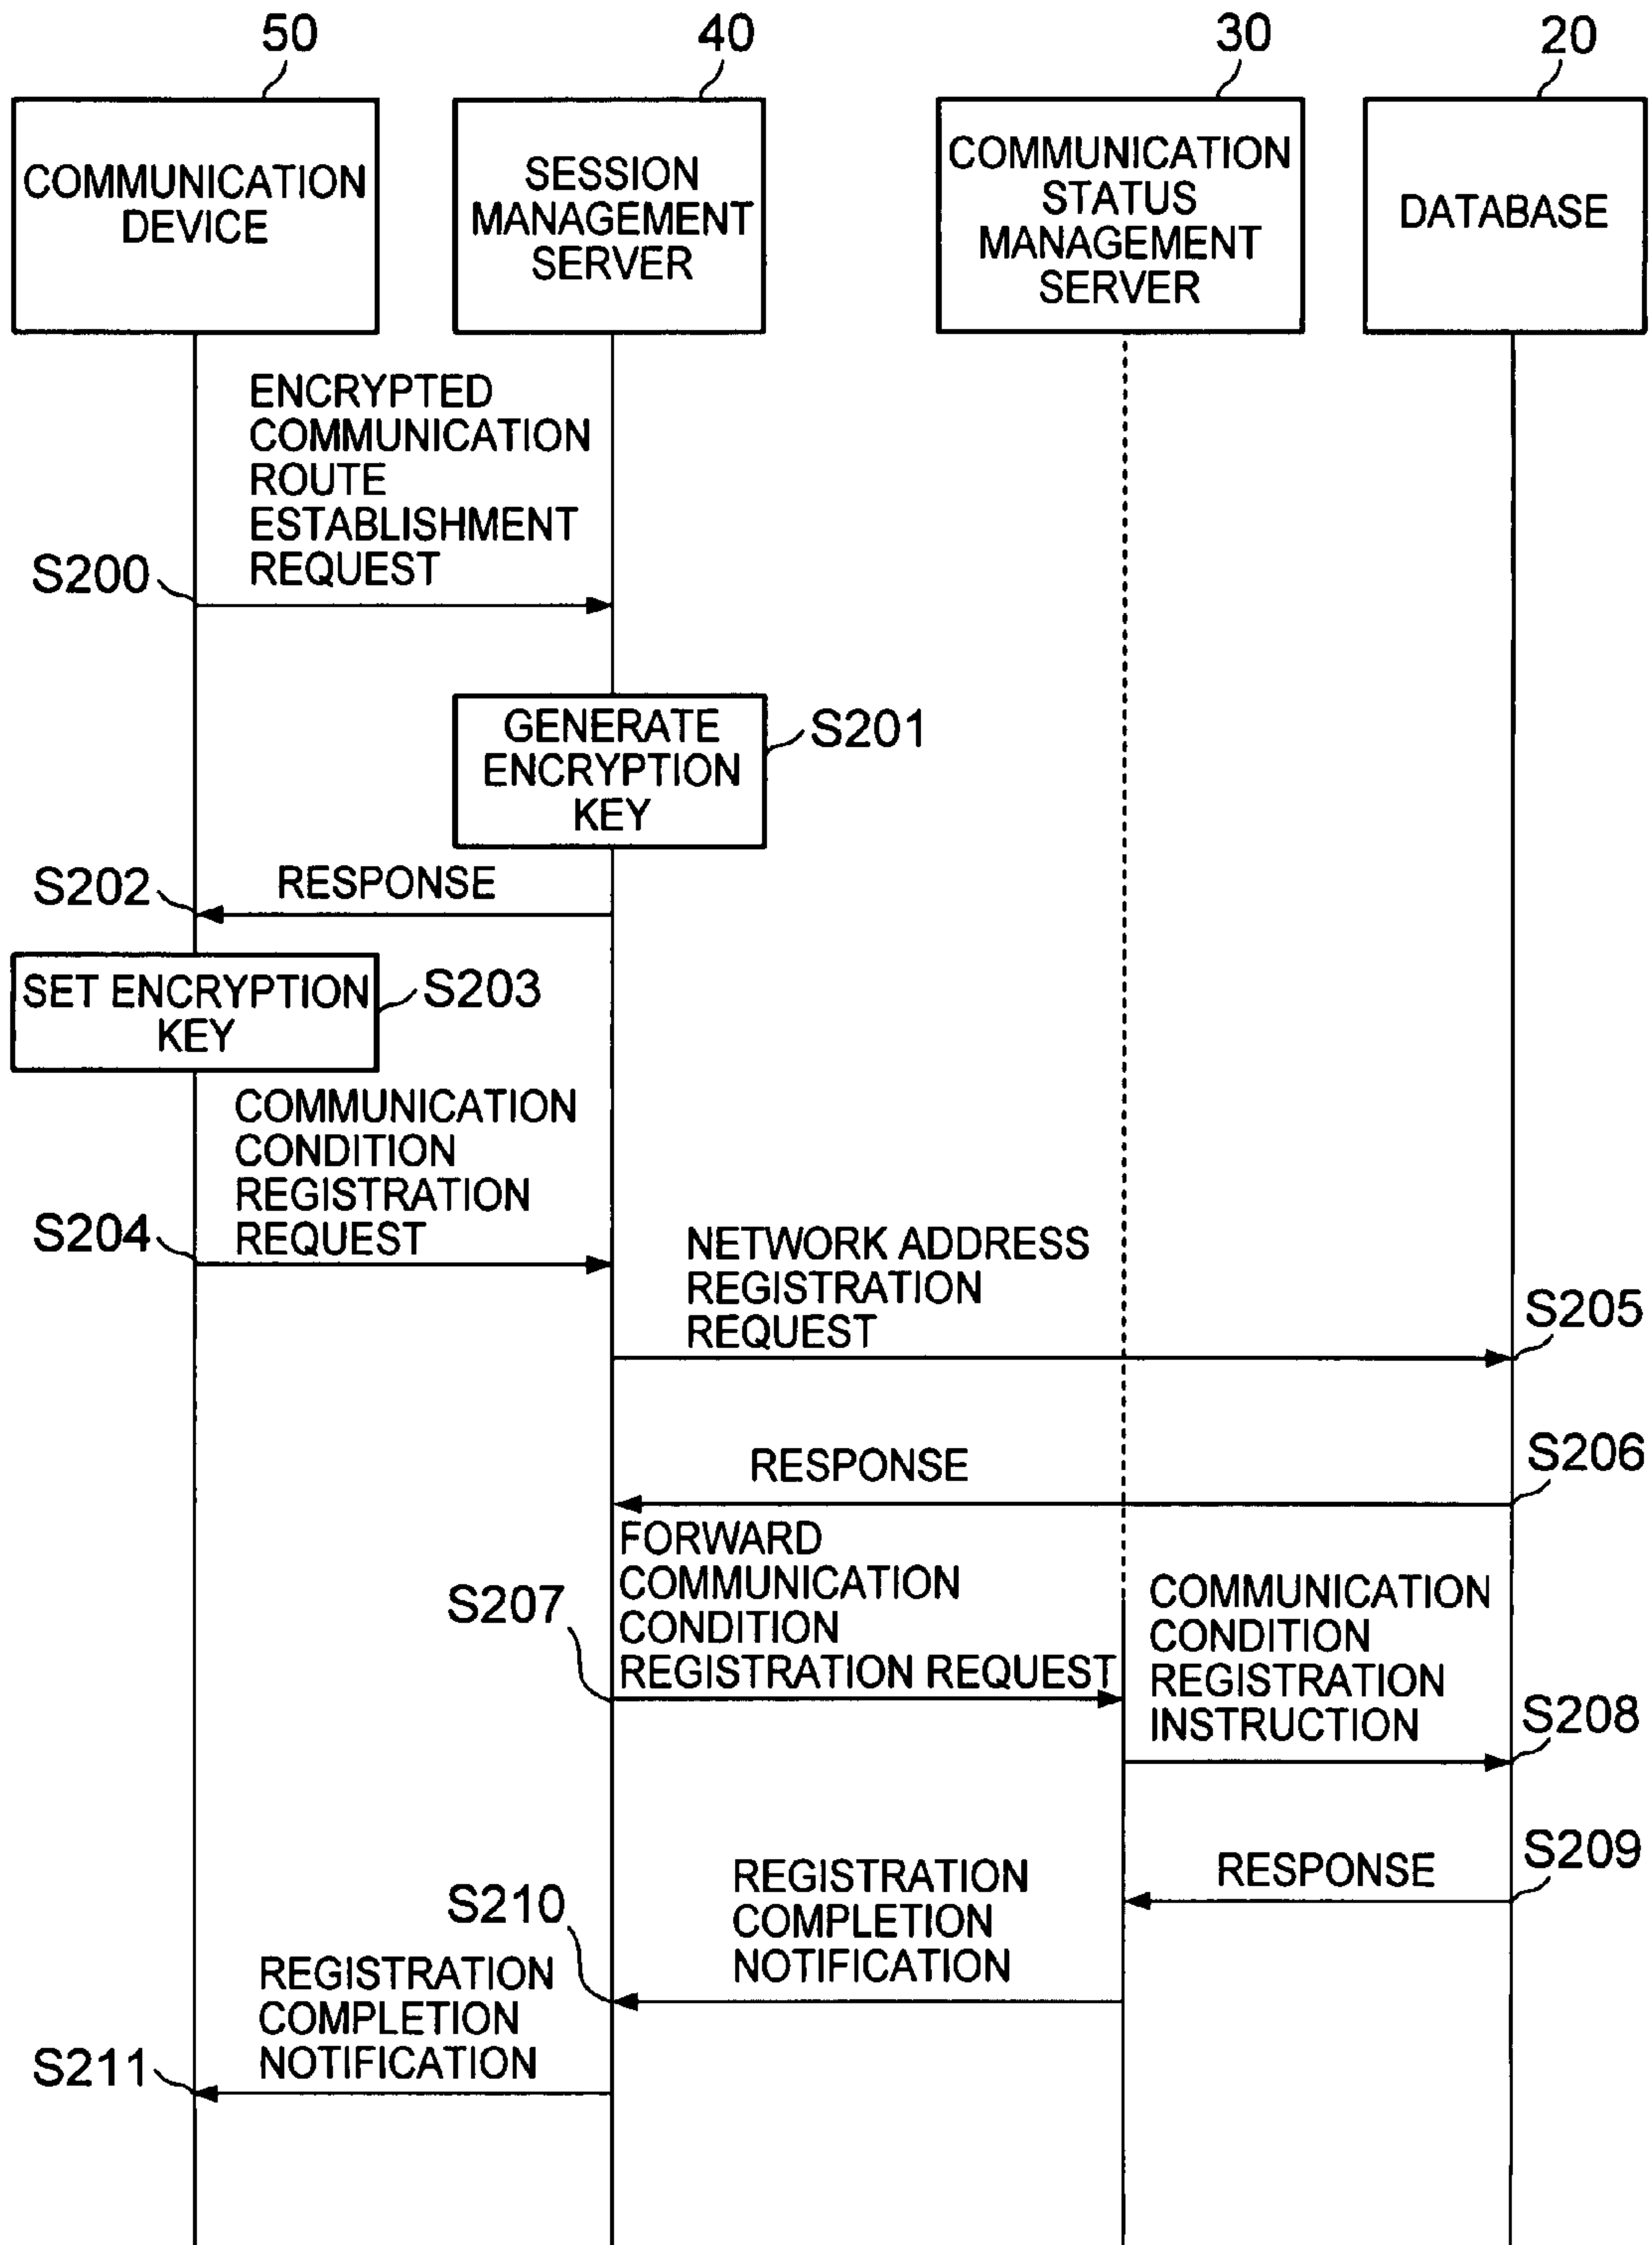 50
40
30
20
COMMUNICATION
DEVICE
SESSION
MANAGEMENT
SERVER
COMMUNICATION
STATUS
MANAGEMENT
SERVER
DATABASE
ENCRYPTED
COMMUNICATION
ROUTE
ESTABLISHMENT
REQUEST
S200
GENERATE
ENCRYPTION
KEY
S201
S202
RESPONSE
SET ENCRYPTION
KEY
S203
COMMUNICATION
CONDITION
REGISTRATION
REQUEST
S204
NETWORK ADDRESS
REGISTRATION
REQUEST
S205
RESPONSE
S206
FORWARD
COMMUNICATION
CONDITION
REGISTRATION REQUEST
S207
COMMUNICATION
CONDITION
REGISTRATION
INSTRUCTION
S208
RESPONSE
S209
REGISTRATION
COMPLETION
NOTIFICATION
S210
REGISTRATION
COMPLETION
NOTIFICATION
S211